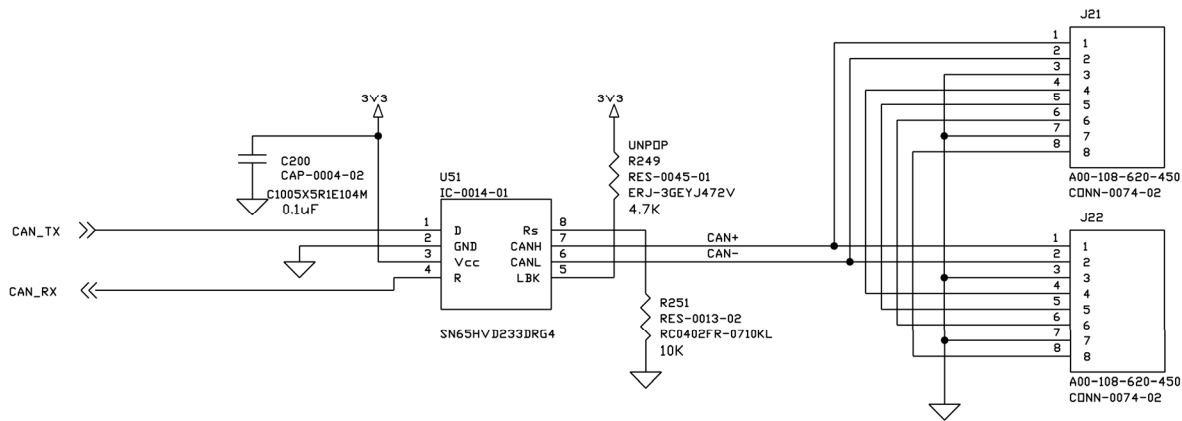 J21
1 1
2 2
3 3
4 4
5 5
6 6
7 7
8 8
A00-108-620-450
CONN-0074-02
3V3
C200
CAP-0004-02
C1005X5R1E104M
0.1uF
3V3
UNPOP
R249
RES-0045-01
ERJ-3GEYJ472V
4.7K
U51
IC-0014-01
CAN_TX
1 D Rs 8
2 GND CANH 7
3 Vcc CANL 6
4 R LBK 5
CAN_RX
SN65HVD233DRG4
CAN+
CAN-
R251
RES-0013-02
RC0402FR-0710KL
10K
J22
1 1
2 2
3 3
4 4
5 5
6 6
7 7
8 8
A00-108-620-450
CONN-0074-02